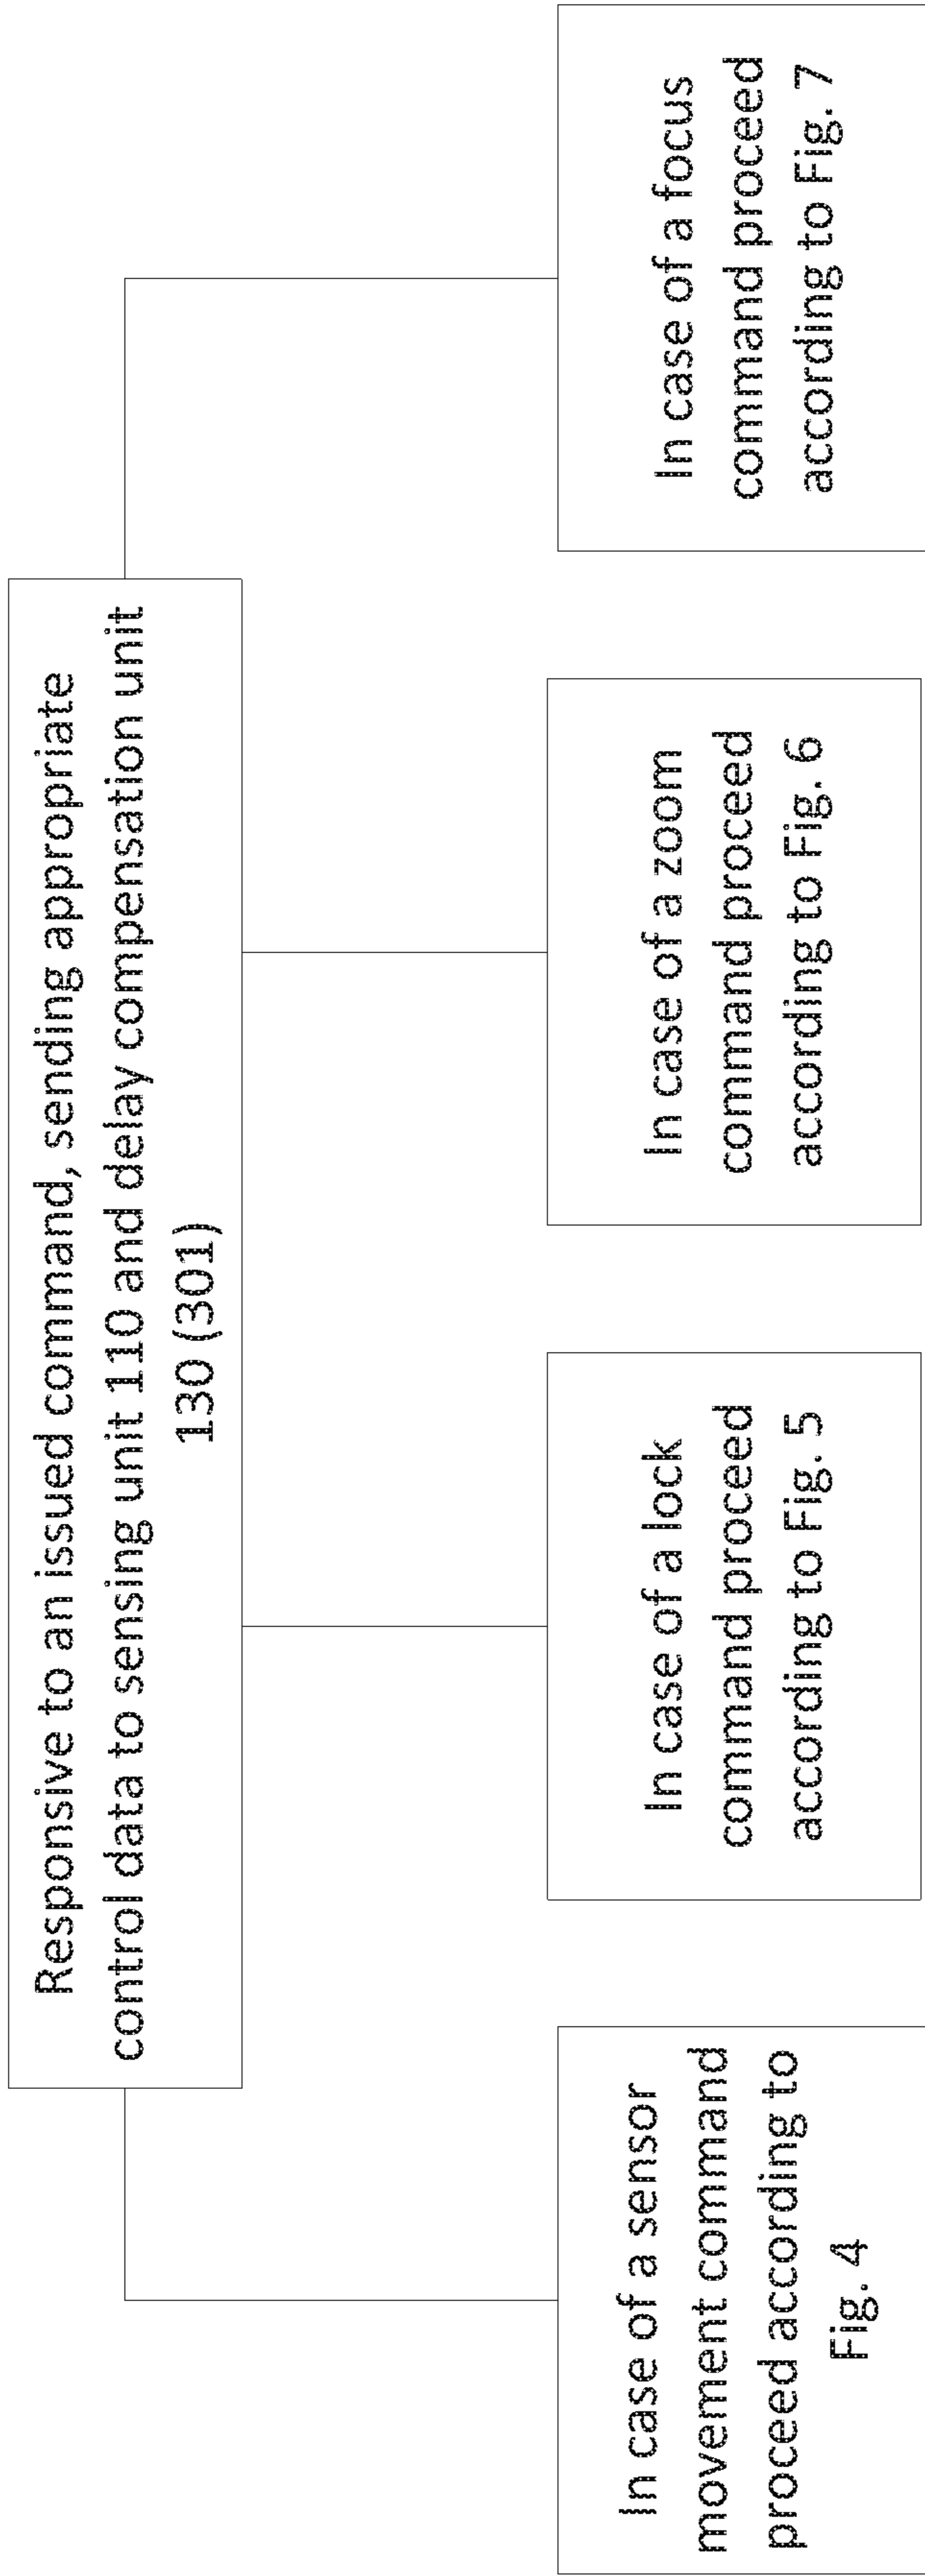 Responsive to an issued command, sending appropriate
control data to sensing unit 110 and delay compensation unit
130 (301)
In case of a sensor
movement command
proceed according to
Fig. 4
In case of a lock
command proceed
according to Fig. 5
In case of a zoom
command proceed
according to Fig. 6
In case of a focus
command proceed
according to Fig. 7